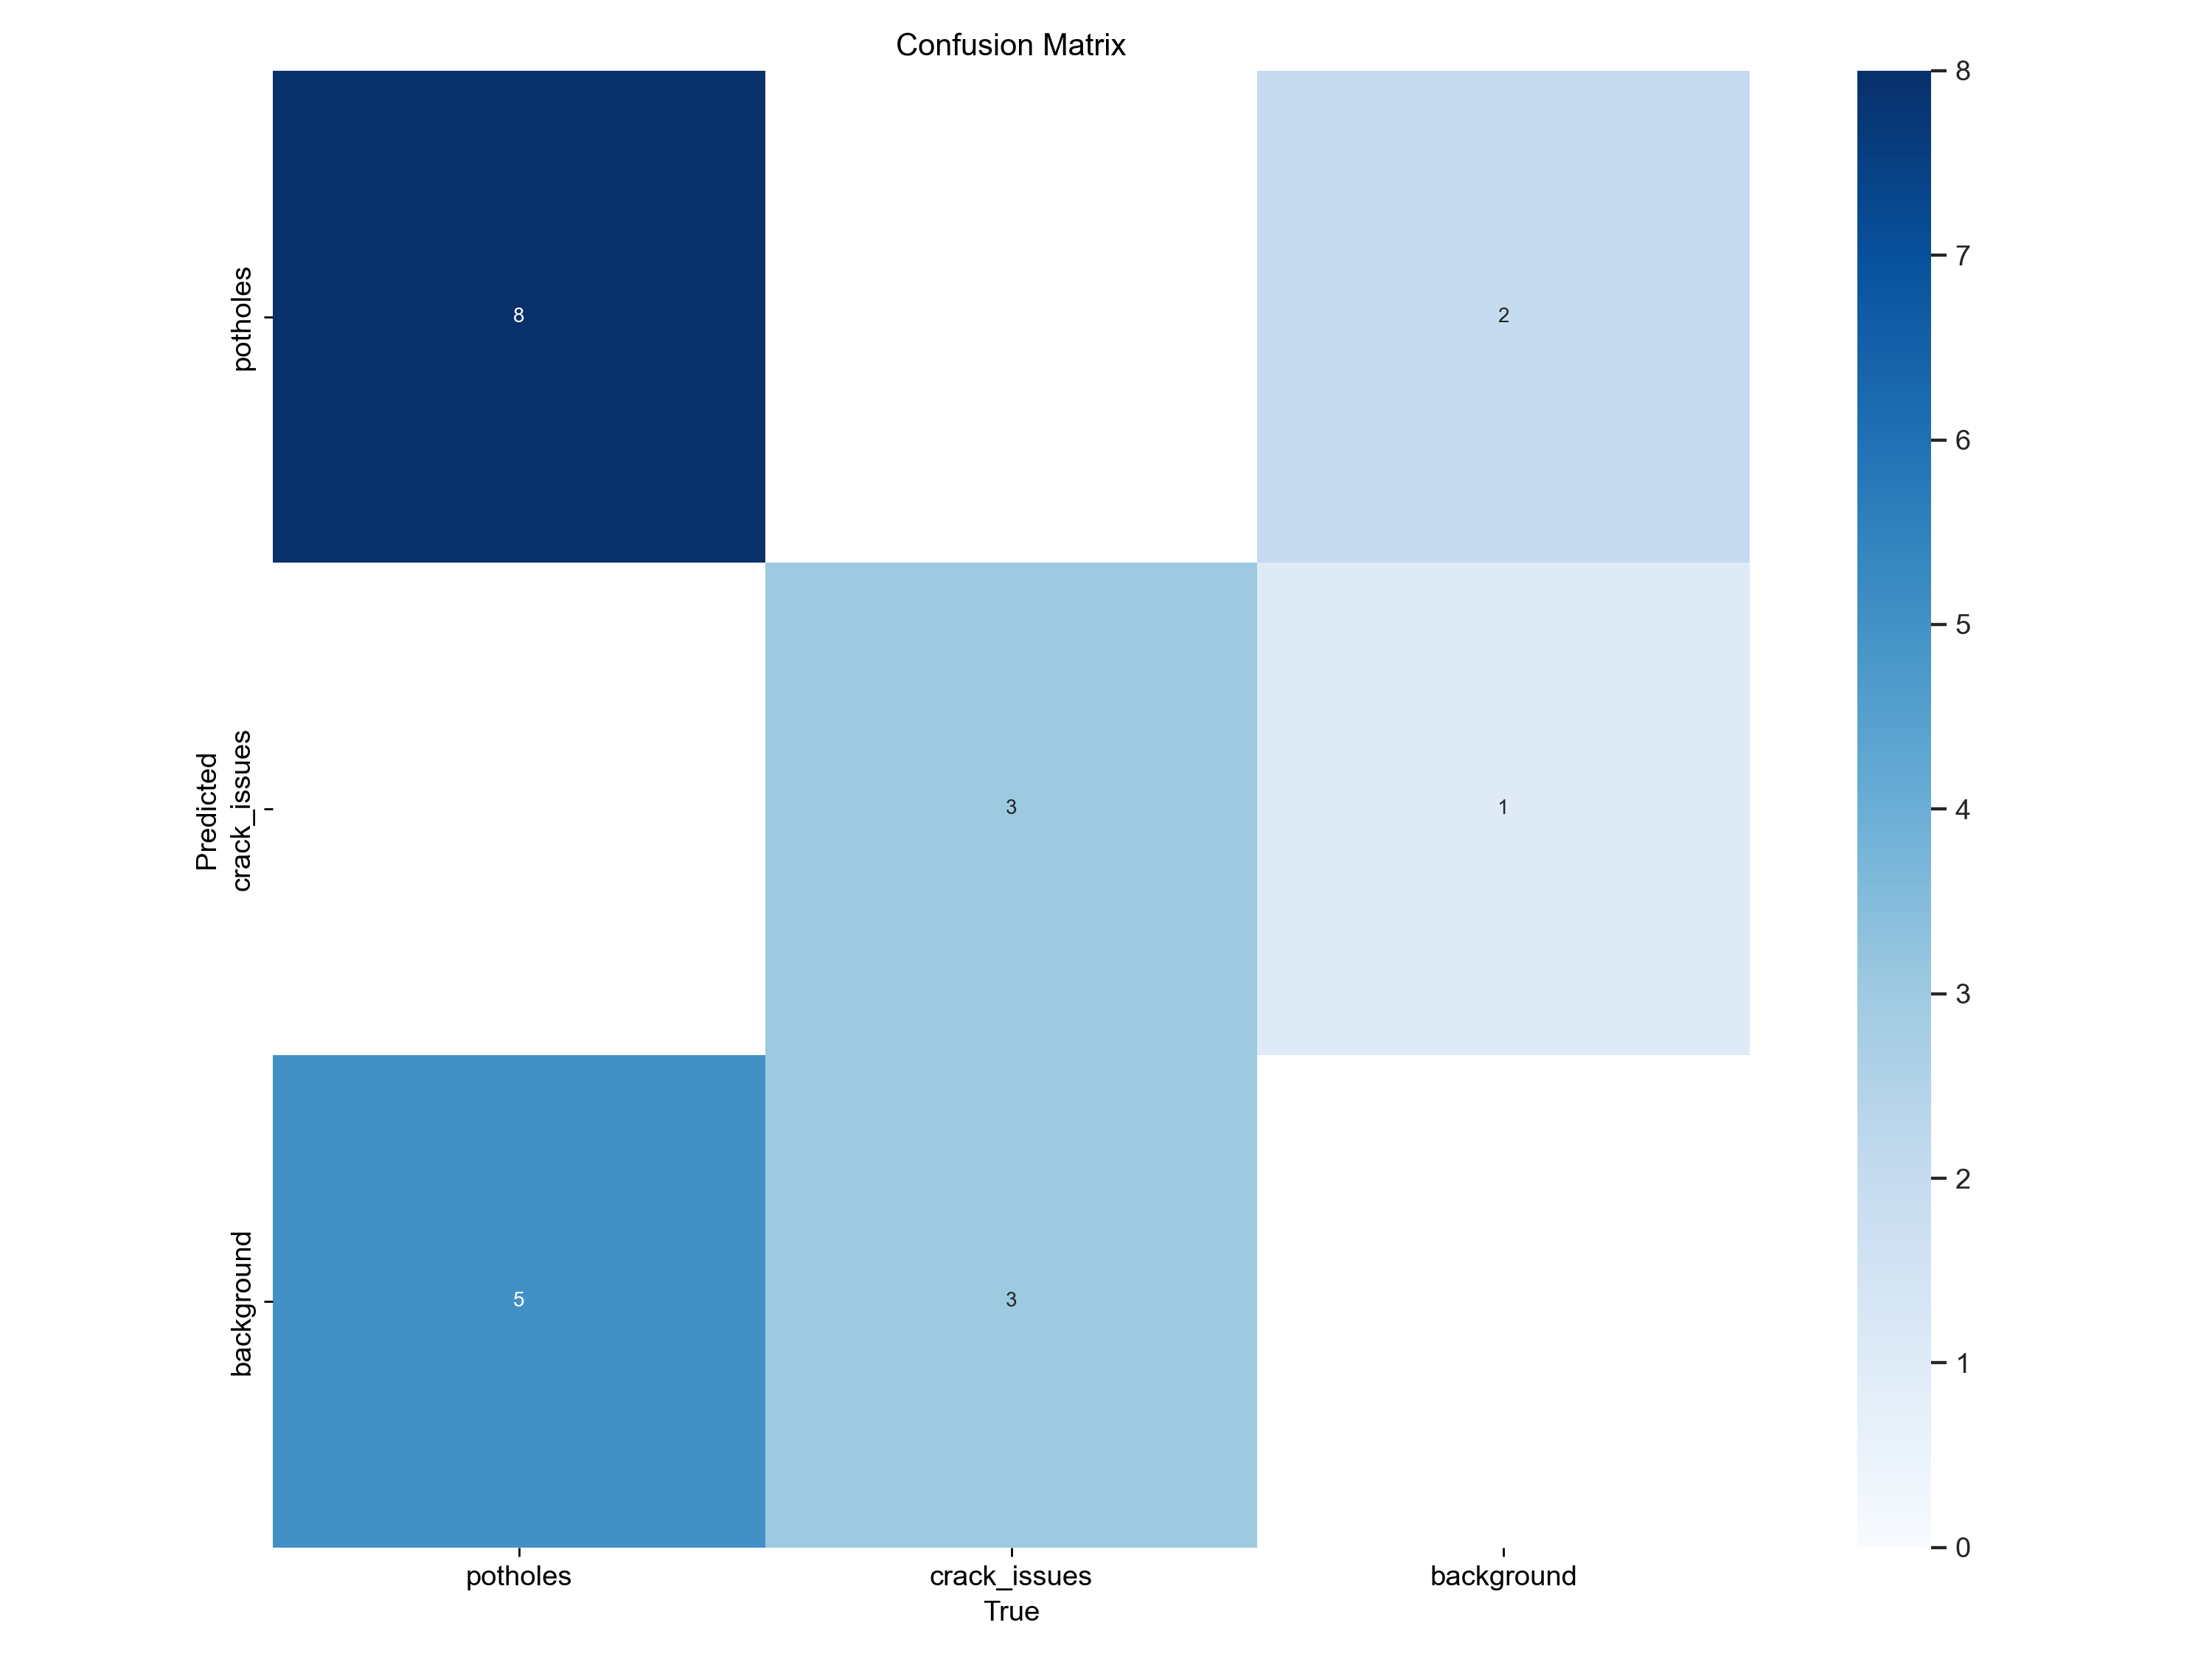 Confusion Matrix
potholes
crack_issues
background
Predicted
8
2
3
1
5
3
potholes
crack_issues
background
True
8
7
6
5
4
3
2
1
0